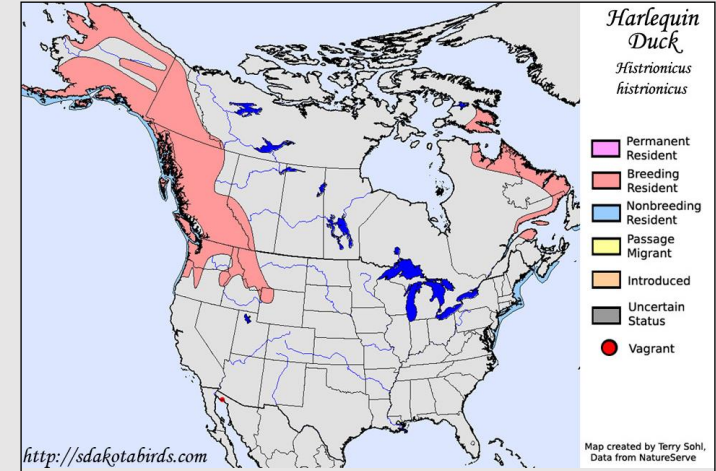 Harlequin
Duck
Histrionicus
histrionicus
Permanent
Resident
Breeding
Resident
Nonbreeding
Resident
Passage
Migrant
Introduced
Uncertain
Status
Vagrant
http://sdakotabirds.com
Map created by Terry Sohl,
Data from NatureServe